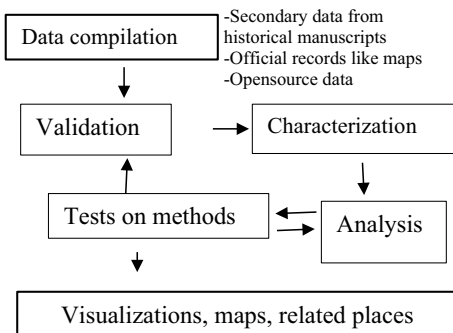 Data compilation
-Secondary data from
historical manuscripts
-Official records like maps
-Opensource data
Validation
Characterization
Tests on methods
Analysis
Visualizations, maps, related places